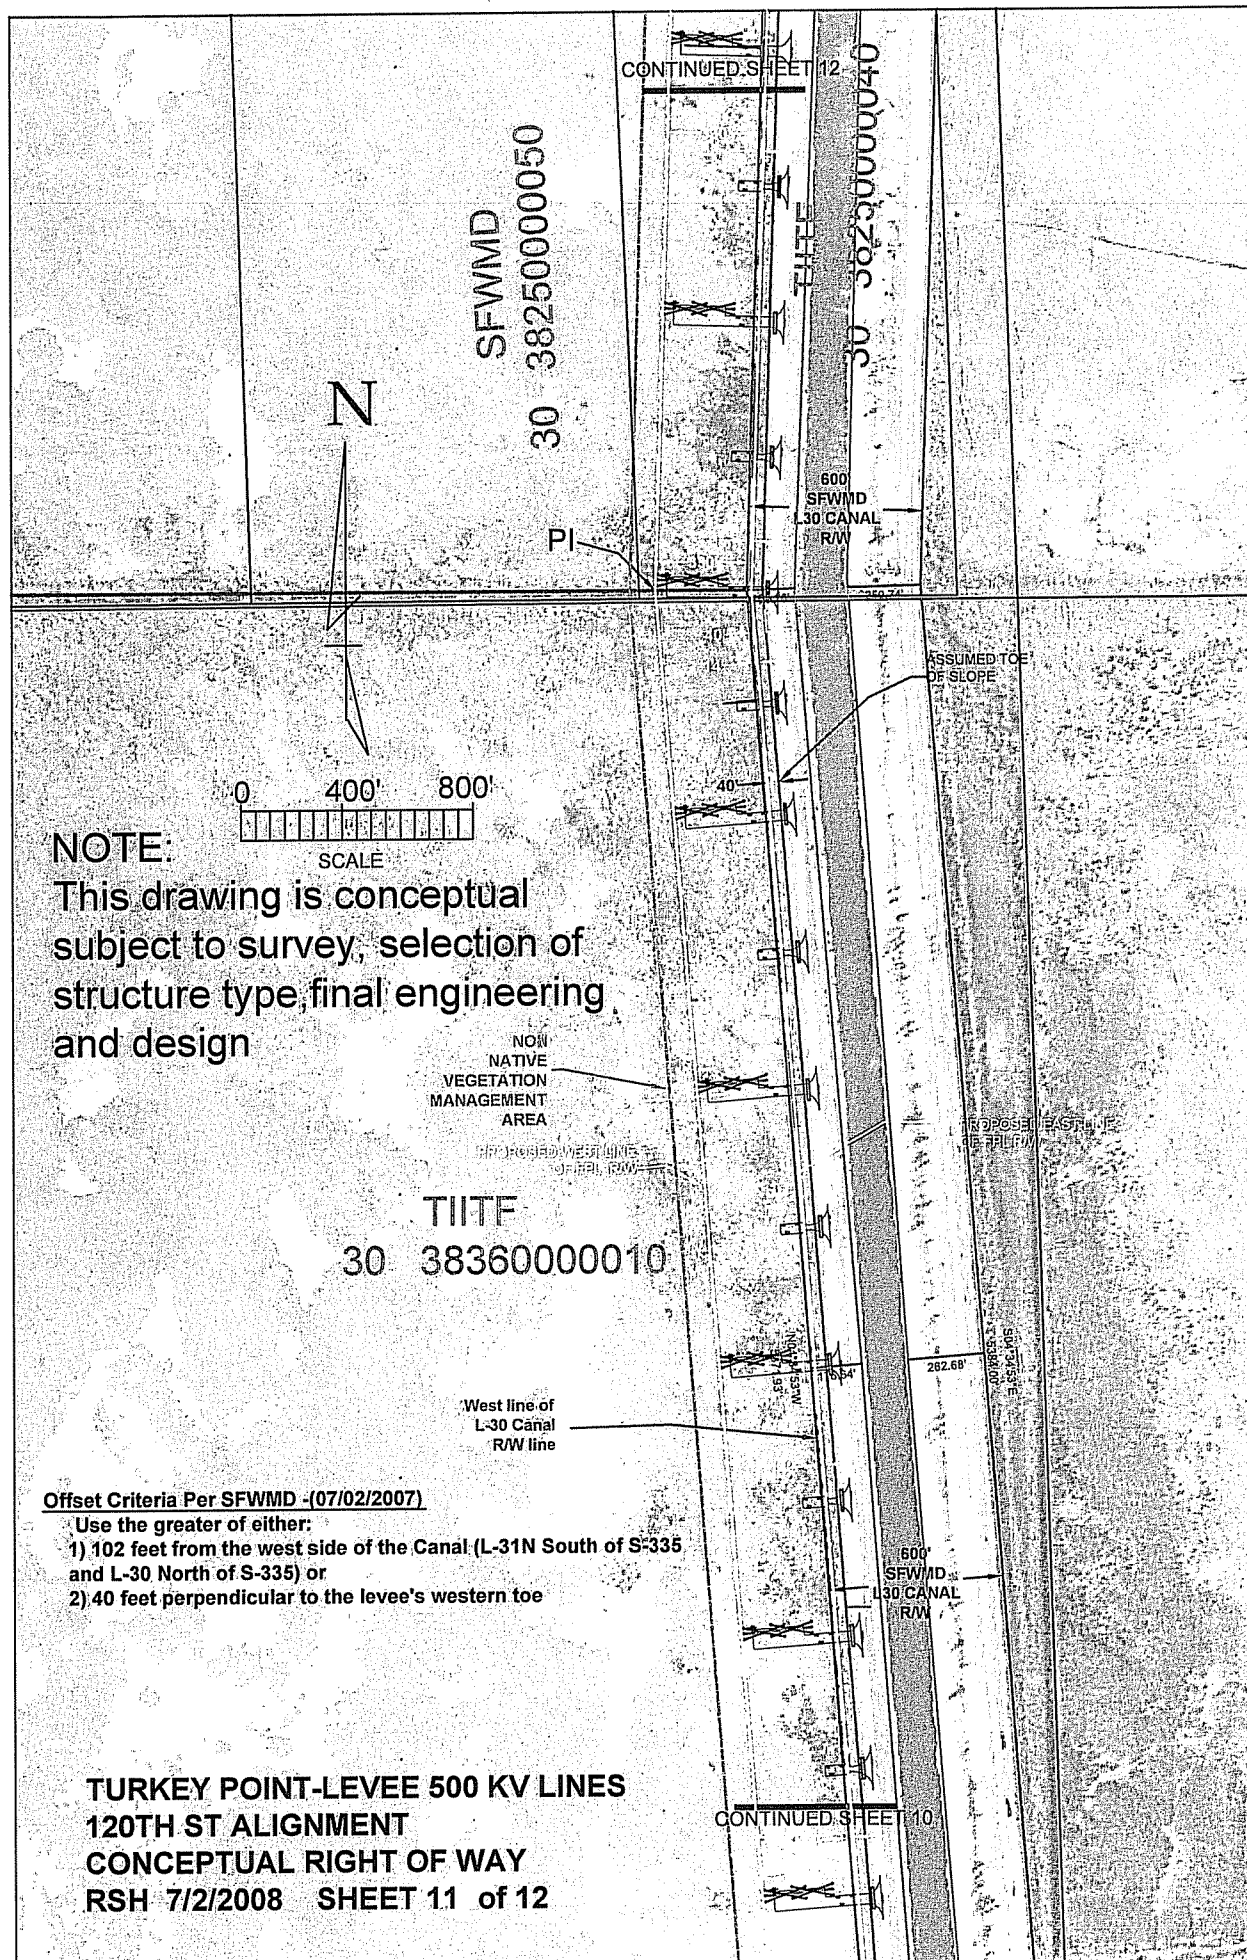 CONTINUED SHEET 12
SFWMD
30 3825000050
TIITF
30 3825000040
N
600'
SFWMD
L30 CANAL
R/W
PI
ASSUMED TOE
OF SLOPE
40'
0 400' 800'
SCALE
NOTE:
This drawing is conceptual
subject to survey, selection of
structure type,final engineering
and design
NON
NATIVE
VEGETATION
MANAGEMENT
AREA
PROPOSED WEST LINE
OF FPL R/W
PROPOSED EAST LINE
OF FPL R/W
TIITF
30 38360000010
282.68'
West line of
L-30 Canal
R/W line
Offset Criteria Per SFWMD -(07/02/2007)
Use the greater of either:
1) 102 feet from the west side of the Canal (L-31N South of S-335
and L-30 North of S-335) or
2) 40 feet perpendicular to the levee's western toe
600'
SFWMD
L30 CANAL
R/W
TURKEY POINT-LEVEE 500 KV LINES
120TH ST ALIGNMENT
CONCEPTUAL RIGHT OF WAY
RSH 7/2/2008 SHEET 11 of 12
CONTINUED SHEET 10